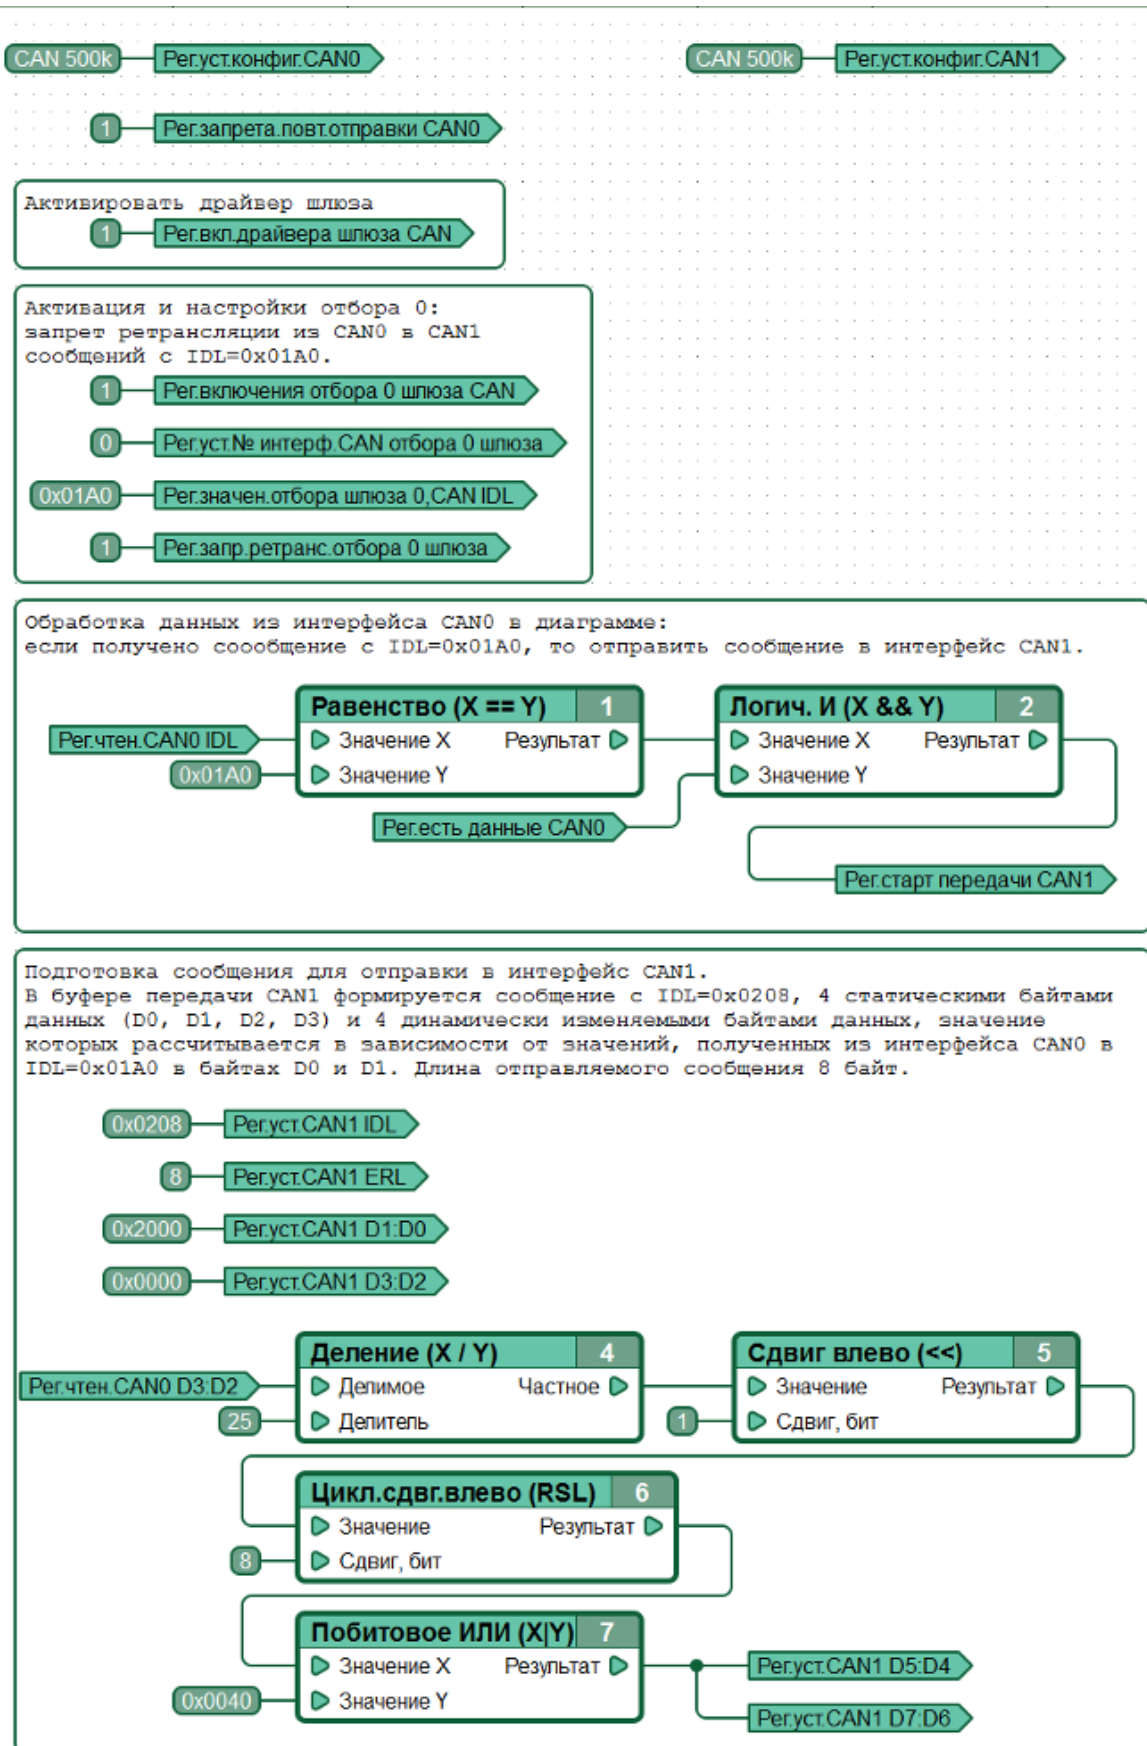 CAN 500k Рег.уст.конфиг.CAN0
CAN 500k Рег.уст.конфиг.CAN1
1 Рег.запрета.повт.отправки CAN0
Активировать драйвер шлюза
1 Рег.вкл.драйвера шлюза CAN
Активация и настройки отбора 0:
запрет ретрансляции из CAN0 в CAN1
сообщений с IDL=0x01A0.
1 Рег.включения отбора 0 шлюза CAN
0 Рег.уст.№ интерф.CAN отбора 0 шлюза
0x01A0 Рег.значен.отбора шлюза 0,CAN IDL
1 Рег.запр.ретранс.отбора 0 шлюза
Обработка данных из интерфейса CAN0 в диаграмме:
если получено соообщение с IDL=0x01A0, то отправить сообщение в интерфейс CAN1.
Равенство (X == Y) 1
Логич. И (X && Y) 2
Рег.чтен.CAN0 IDL
Значение X Результат
Значение X Результат
0x01A0
Значение Y
Значение Y
Рег.есть данные CAN0
Рег.старт передачи CAN1
Подготовка сообщения для отправки в интерфейс CAN1.
В буфере передачи CAN1 формируется сообщение с IDL=0x0208, 4 статическими байтами
данных (D0, D1, D2, D3) и 4 динамически изменяемыми байтами данных, значение
которых рассчитывается в зависимости от значений, полученных из интерфейса CAN0 в
IDL=0x01A0 в байтах D0 и D1. Длина отправляемого сообщения 8 байт.
0x0208 Рег.уст.CAN1 IDL
8 Рег.уст.CAN1 ERL
0x2000 Рег.уст.CAN1 D1:D0
0x0000 Рег.уст.CAN1 D3:D2
Деление (X / Y) 4
Сдвиг влево (<<) 5
Рег.чтен.CAN0 D3:D2
Делимое Частное
Значение Результат
25
Делитель
1
Сдвиг, бит
Цикл.сдвг.влево (RSL) 6
Значение Результат
8
Сдвиг, бит
Побитовое ИЛИ (X|Y) 7
Значение X Результат
Рег.уст.CAN1 D5:D4
0x0040
Значение Y
Рег.уст.CAN1 D7:D6